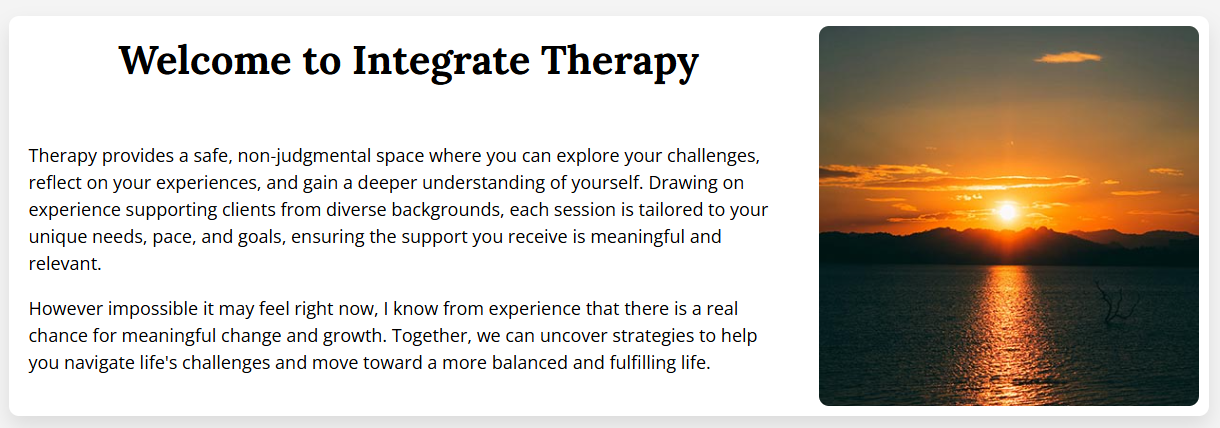 Welcome to Integrate Therapy
Therapy provides a safe, non-judgmental space where you can explore your challenges,
reflect on your experiences, and gain a deeper understanding of yourself. Drawing on
experience supporting clients from diverse backgrounds, each session is tailored to your
unique needs, pace, and goals, ensuring the support you receive is meaningful and
relevant.
However impossible it may feel right now, I know from experience that there is a real
chance for meaningful change and growth. Together, we can uncover strategies to help
you navigate life's challenges and move toward a more balanced and fulfilling life.